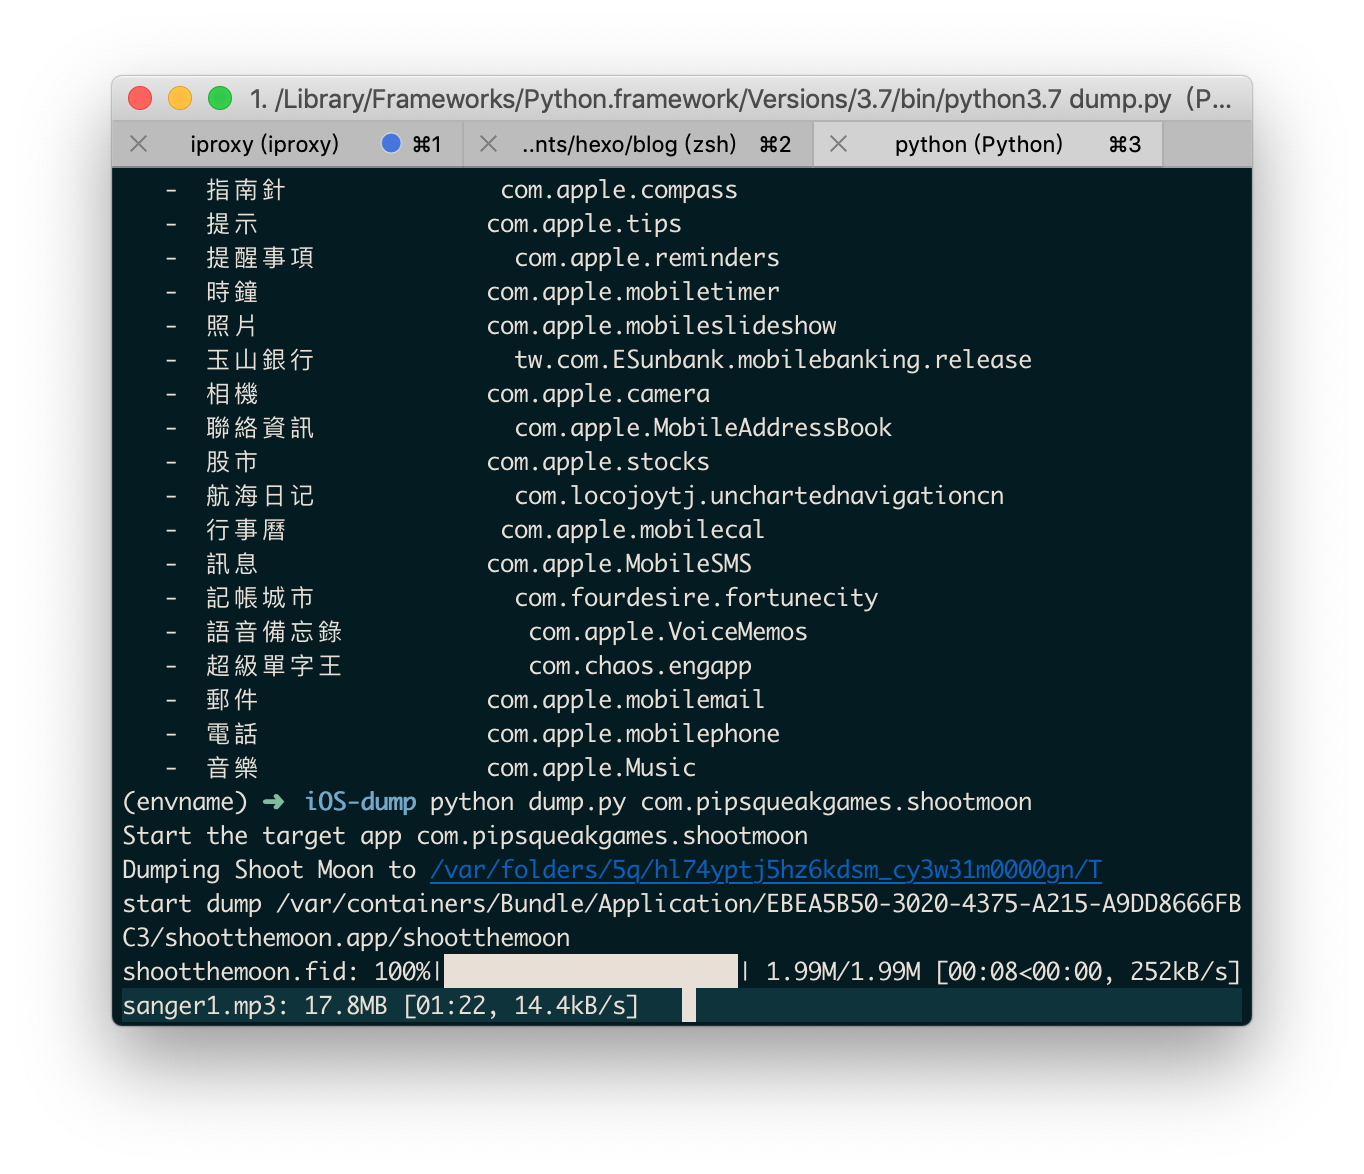 1. /Library/Frameworks/Python.framework/Versions/3.7/bin/python3.7 dump.py (P...
iproxy (iproxy) ⌘1 ..nts/hexo/blog (zsh) ⌘2 python (Python) ⌘3
- 指南針 com.apple.compass
- 提示 com.apple.tips
- 提醒事項 com.apple.reminders
- 時鐘 com.apple.mobiletimer
- 照片 com.apple.mobileslideshow
- 玉山銀行 tw.com.ESunbank.mobilebanking.release
- 相機 com.apple.camera
- 聯絡資訊 com.apple.MobileAddressBook
- 股市 com.apple.stocks
- 航海日记 com.locojoytj.unchartednavigationcn
- 行事曆 com.apple.mobilecal
- 訊息 com.apple.MobileSMS
- 記帳城市 com.fourdesire.fortunecity
- 語音備忘錄 com.apple.VoiceMemos
- 超級單字王 com.chaos.engapp
- 郵件 com.apple.mobilemail
- 電話 com.apple.mobilephone
- 音樂 com.apple.Music
(envname) ➜ iOS-dump python dump.py com.pipsqueakgames.shootmoon
Start the target app com.pipsqueakgames.shootmoon
Dumping Shoot Moon to /var/folders/5q/hl74yptj5hz6kdsm_cy3w31m0000gn/T
start dump /var/containers/Bundle/Application/EBEA5B50-3020-4375-A215-A9DD8666FB
C3/shootthemoon.app/shootthemoon
shootthemoon.fid: 100%| | 1.99M/1.99M [00:08<00:00, 252kB/s]
sanger1.mp3: 17.8MB [01:22, 14.4kB/s]